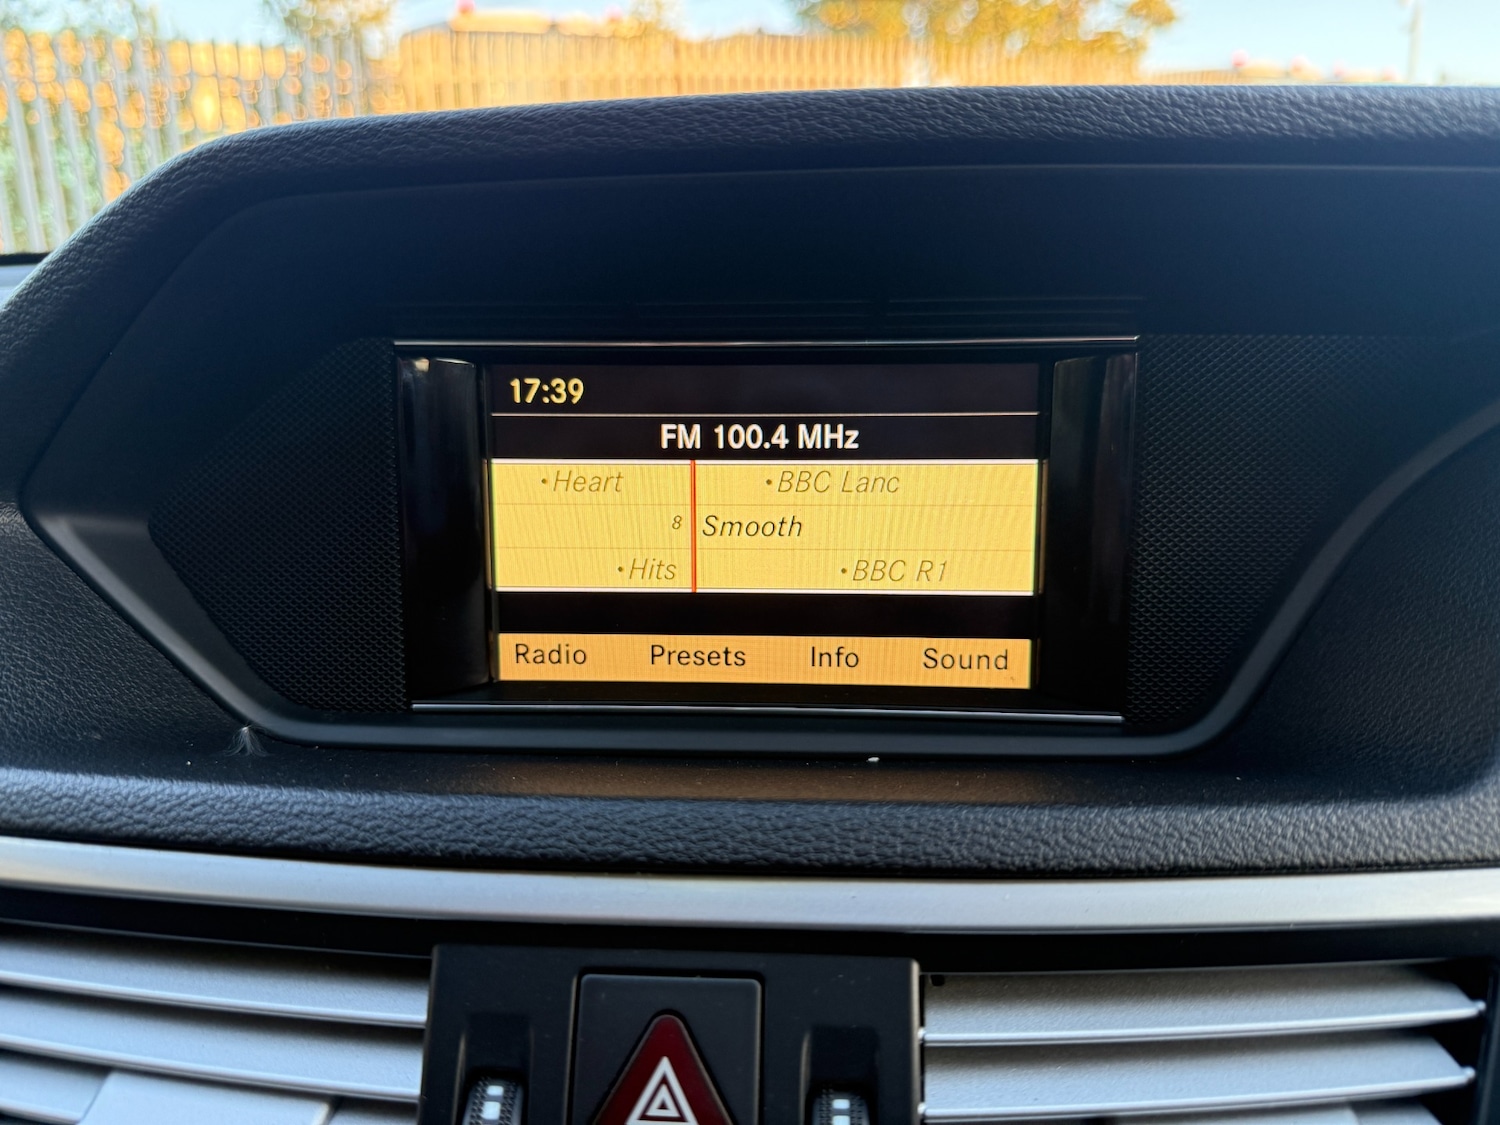 17:39
FM 100.4 MHz
•Heart •BBC Lanc
8 Smooth
•Hits •BBC R1
Radio Presets Info Sound